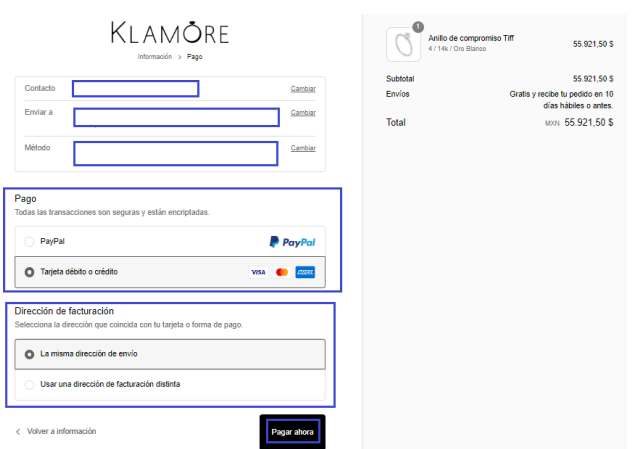 KLAMORE
Información > Pago
Contacto
Cambiar
Enviar a
Cambiar
Método
Cambiar
Pago
Todas las transacciones son seguras y están encriptadas.
PayPal
PayPal
Tarjeta débito o crédito
VISA
Dirección de facturación
Selecciona la dirección que coincida con tu tarjeta o forma de pago.
La misma dirección de envío
Usar una dirección de facturación distinta
< Volver a información
Pagar ahora
1
Anillo de compromiso Tiff
4 / 14k / Oro Blanco
55.921,50 $
Subtotal
55.921,50 $
Envíos
Gratis y recibe tu pedido en 10
días hábiles o antes.
Total
MXN 55.921,50 $